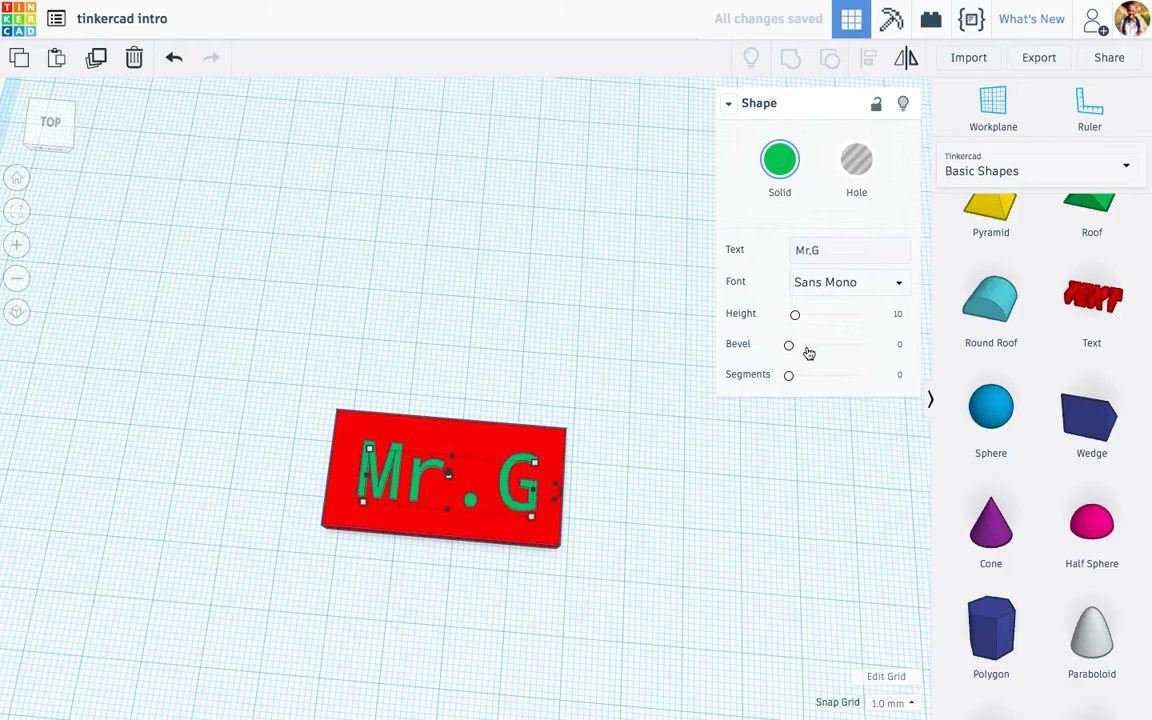 TIN
KER
CAD
tinkercad intro
All changes saved
What's New
Import
Export
Share
TOP
Shape
Solid
Hole
Text
Mr.G
Font
Sans Mono
Height
10
Bevel
0
Segments
0
Mr.G
Workplane
Ruler
Tinkercad
Basic Shapes
Pyramid
Roof
TEXT
Round Roof
Text
Sphere
Wedge
Cone
Half Sphere
Polygon
Paraboloid
Edit Grid
Snap Grid
1.0 mm